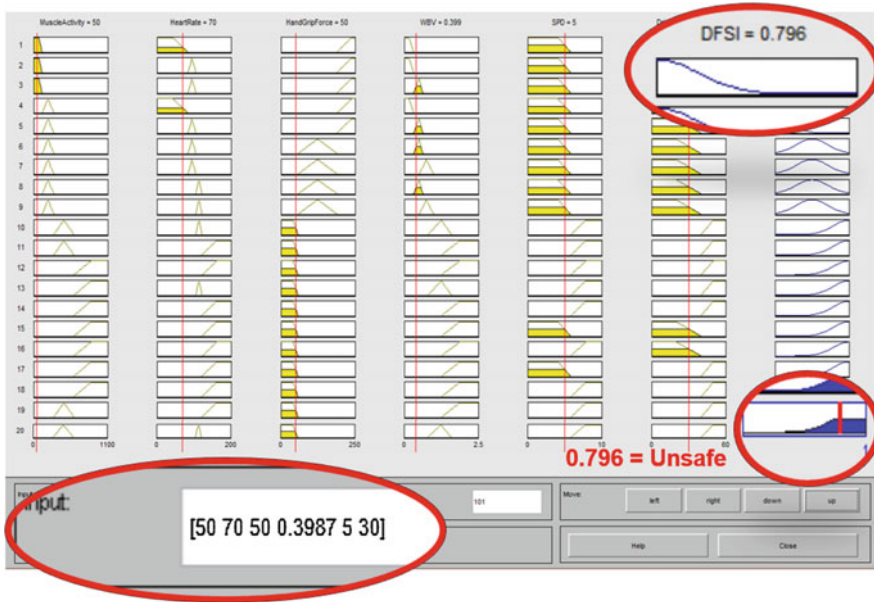 MuscleActivity = 50 HeartRate = 70 HandGripForce = 50 WBV = 0.399 SPD = 5
DFSI = 0.796
1
2
3
4
5
6
7
8
9
10
11
12
13
14
15
16
17
18
19
20
0 1100 0 200 0 250 0 2.5 10 60
0.796 = Unsafe
Input: 101 Move: left right down up
[50 70 50 0.3987 5 30]
Help Close